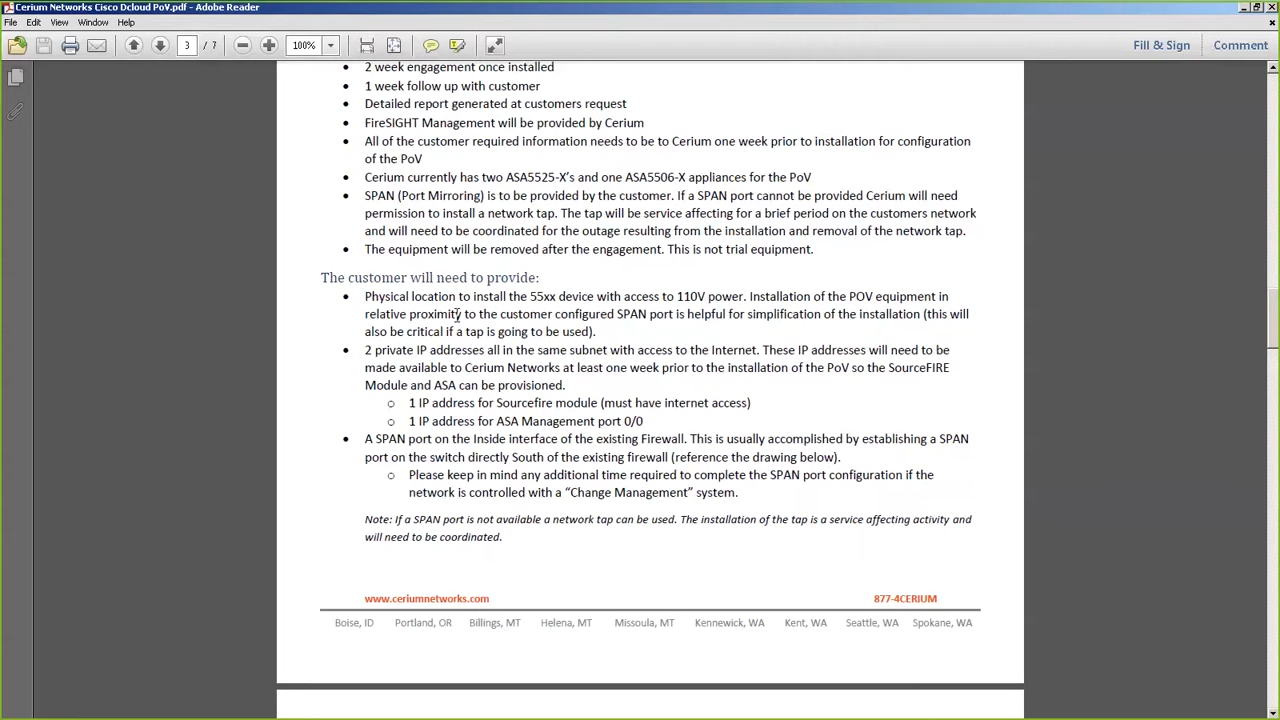 Cerium Networks Cisco Dcloud PoV.pdf - Adobe Reader
File Edit View Window Help
3 / 7 100% Fill & Sign Comment
• 2 week engagement once installed
• 1 week follow up with customer
• Detailed report generated at customers request
• FireSIGHT Management will be provided by Cerium
• All of the customer required information needs to be to Cerium one week prior to installation for configuration
of the PoV
• Cerium currently has two ASA5525-X's and one ASA5506-X appliances for the PoV
• SPAN (Port Mirroring) is to be provided by the customer. If a SPAN port cannot be provided Cerium will need
permission to install a network tap. The tap will be service affecting for a brief period on the customers network
and will need to be coordinated for the outage resulting from the installation and removal of the network tap.
• The equipment will be removed after the engagement. This is not trial equipment.
The customer will need to provide:
• Physical location to install the 55xx device with access to 110V power. Installation of the POV equipment in
relative proximity to the customer configured SPAN port is helpful for simplification of the installation (this will
also be critical if a tap is going to be used).
• 2 private IP addresses all in the same subnet with access to the Internet. These IP addresses will need to be
made available to Cerium Networks at least one week prior to the installation of the PoV so the SourceFIRE
Module and ASA can be provisioned.
o 1 IP address for Sourcefire module (must have internet access)
o 1 IP address for ASA Management port 0/0
• A SPAN port on the Inside interface of the existing Firewall. This is usually accomplished by establishing a SPAN
port on the switch directly South of the existing firewall (reference the drawing below).
o Please keep in mind any additional time required to complete the SPAN port configuration if the
network is controlled with a “Change Management” system.
Note: If a SPAN port is not available a network tap can be used. The installation of the tap is a service affecting activity and
will need to be coordinated.
www.ceriumnetworks.com 877-4CERIUM
Boise, ID Portland, OR Billings, MT Helena, MT Missoula, MT Kennewick, WA Kent, WA Seattle, WA Spokane, WA